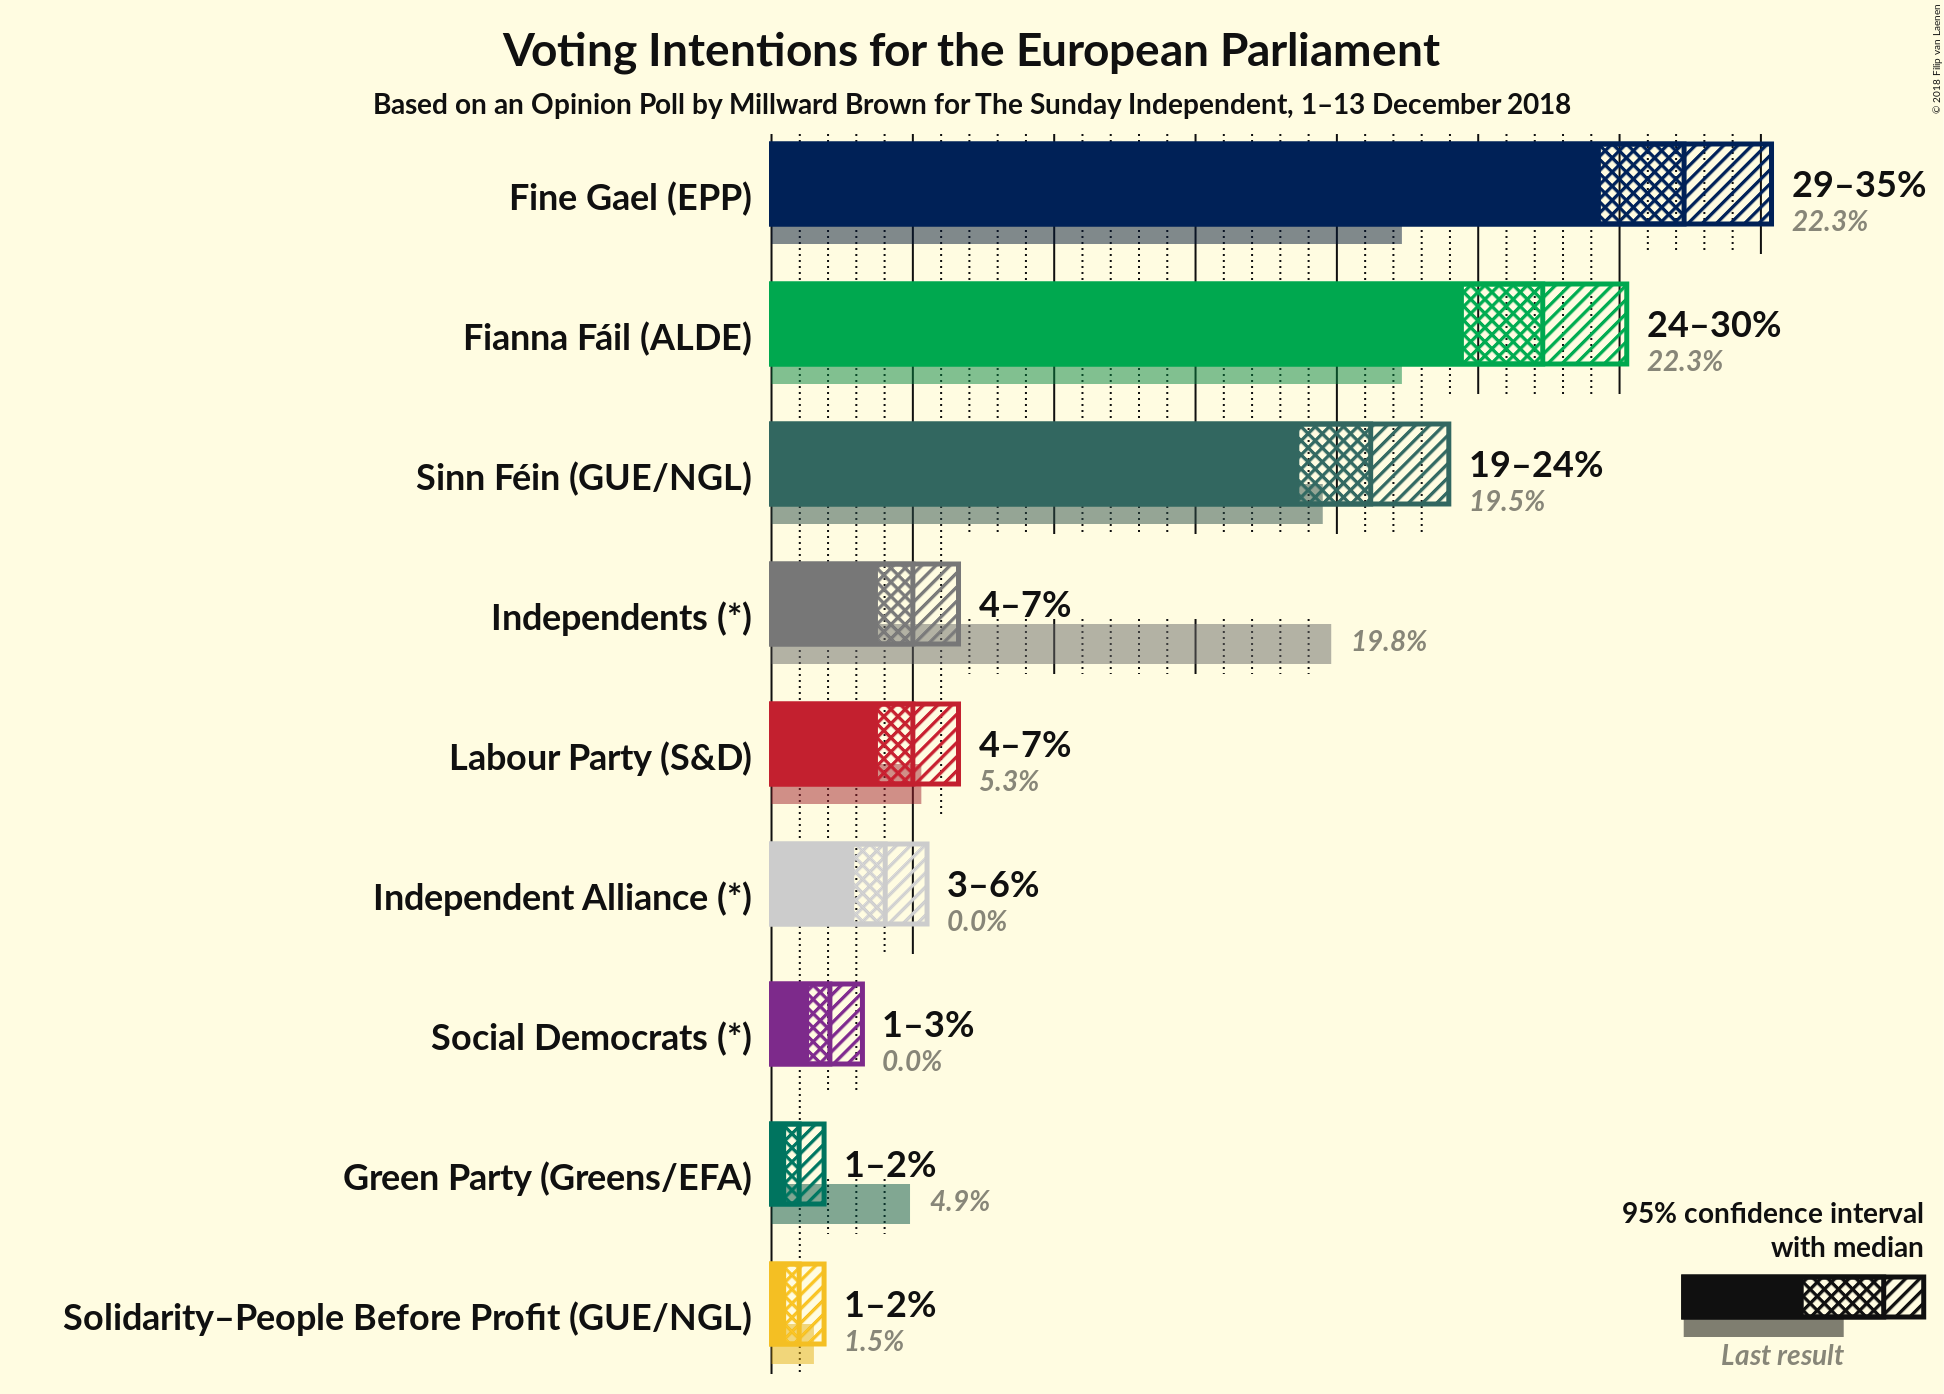 Voting Intentions for the European Parliament
Based on an Opinion Poll by Millward Brown for The Sunday Independent, 1–13 December 2018
© 2018 Filip van Laenen
Fine Gael (EPP)
29–35%
22.3%
Fianna Fáil (ALDE)
24–30%
22.3%
Sinn Féin (GUE/NGL)
19–24%
19.5%
Independents (*)
4–7%
19.8%
Labour Party (S&D)
4–7%
5.3%
Independent Alliance (*)
3–6%
0.0%
Social Democrats (*)
1–3%
0.0%
Green Party (Greens/EFA)
1–2%
4.9%
Solidarity–People Before Profit (GUE/NGL)
1–2%
1.5%
95% confidence interval
with median
Last result